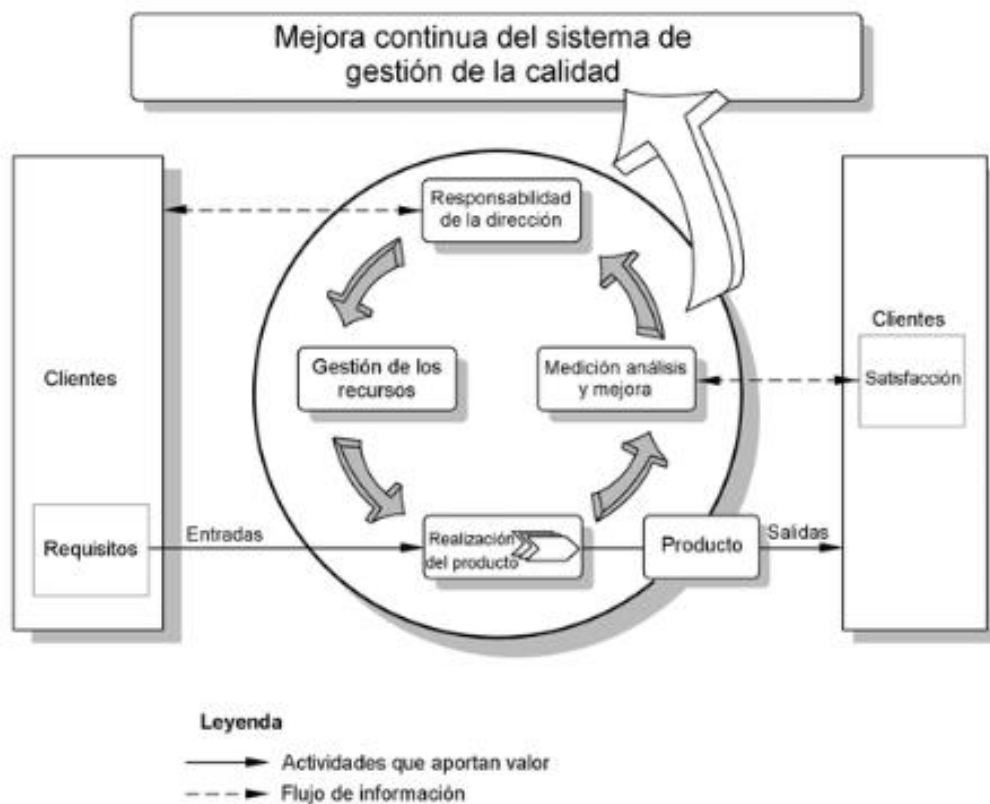 Mejora continua del sistema de
gestión de la calidad
Responsabilidad
de la dirección
Clientes
Gestión de los
recursos
Medición análisis
y mejora
Clientes
Satisfacción
Requisitos
Entradas
Realización
del producto
Producto
Salidas
Leyenda
Actividades que aportan valor
Flujo de información